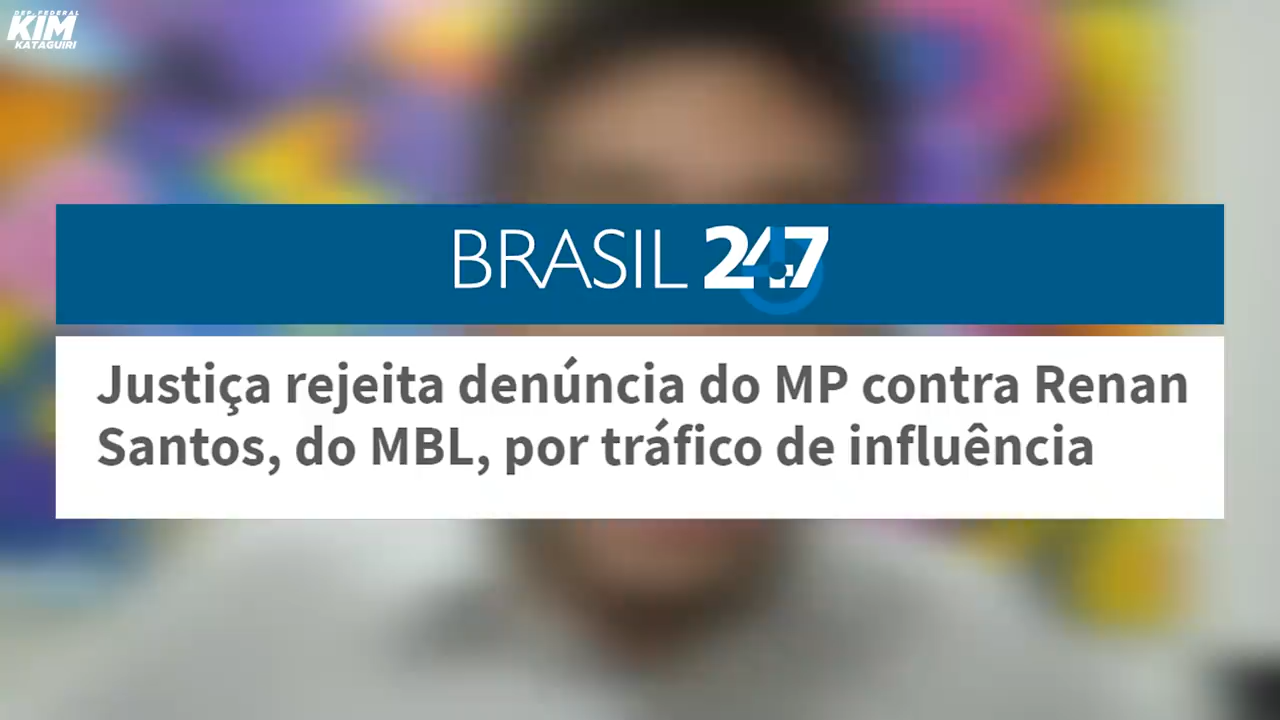 DEP. FEDERAL
KIM
KATAGUIRI
BRASIL 247
Justiça rejeita denúncia do MP contra Renan
Santos, do MBL, por tráfico de influência